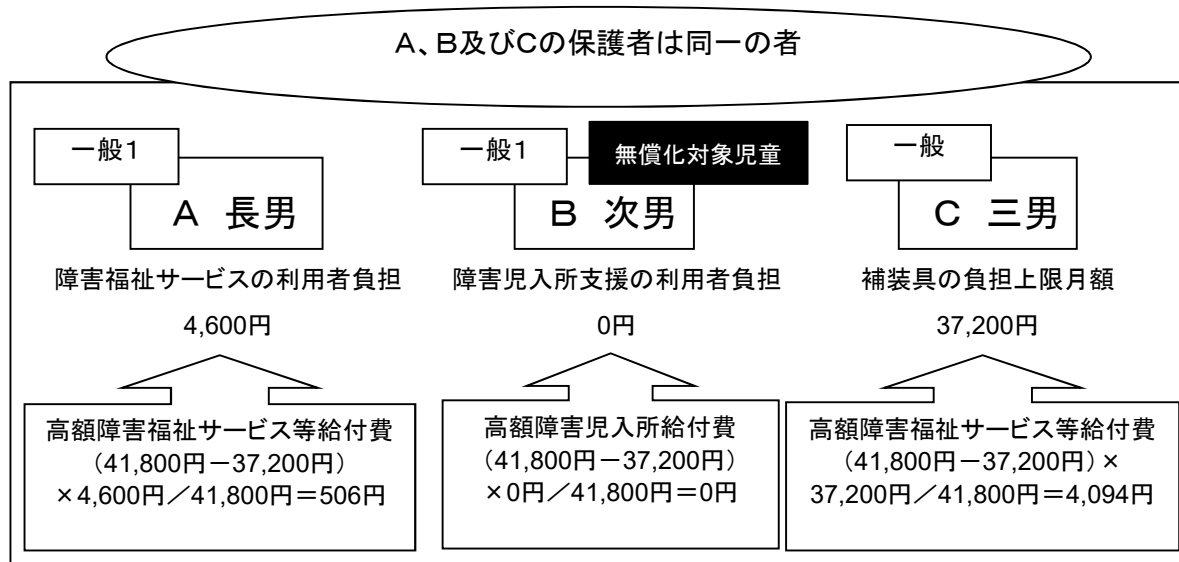 A、B及びCの保護者は同一の者
一般1
A 長男
障害福祉サービスの利用者負担
4,600円
高額障害福祉サービス等給付費
(41,800円-37,200円)
×4,600円/41,800円=506円
一般1
無償化対象児童
B 次男
障害児入所支援の利用者負担
0円
高額障害児入所給付費
(41,800円-37,200円)
×0円/41,800円=0円
一般
C 三男
補装具の負担上限月額
37,200円
高額障害福祉サービス等給付費
(41,800円-37,200円)×
37,200円/41,800円=4,094円